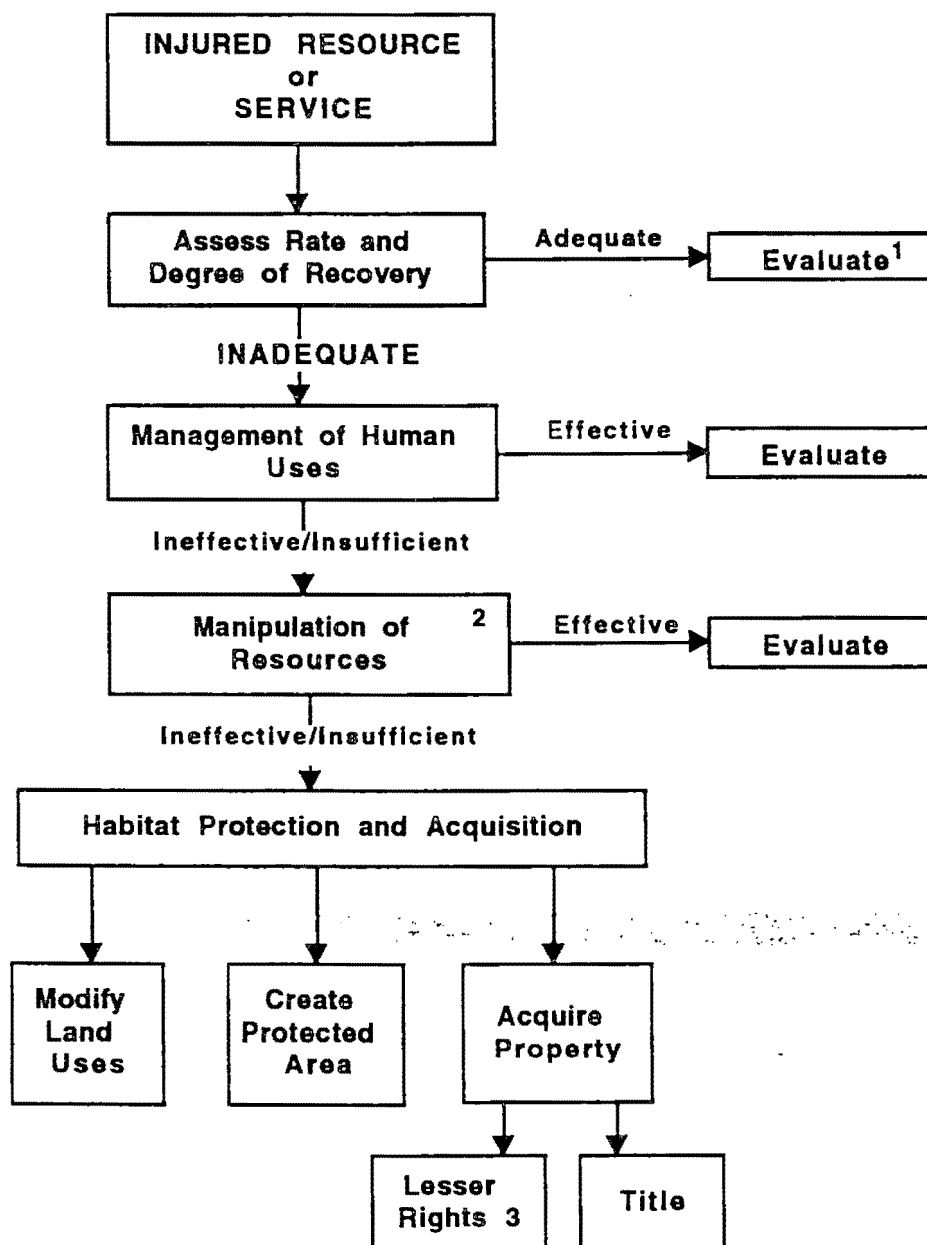 INJURED RESOURCE
or
SERVICE
Assess Rate and
Degree of Recovery
Adequate
Evaluate¹
INADEQUATE
Management of Human
Uses
Effective
Evaluate
Ineffective/Insufficient
Manipulation of 2
Resources
Effective
Evaluate
Ineffective/Insufficient
Habitat Protection and Acquisition
Modify
Land
Uses
Create
Protected
Area
Acquire
Property
Lesser
Rights 3
Title